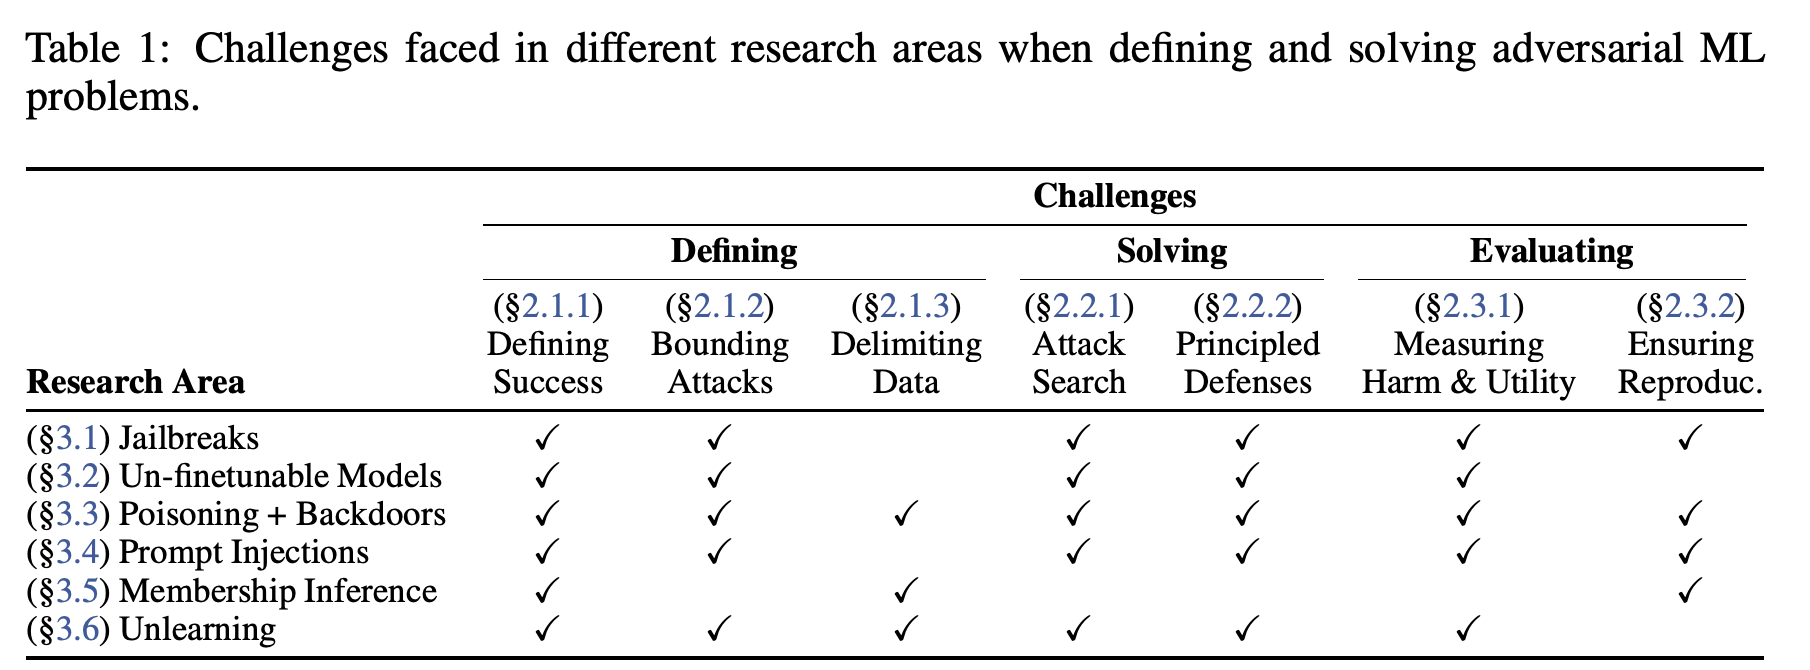 Table 1: Challenges faced in different research areas when defining and solving adversarial ML
problems.
Challenges
Defining Solving Evaluating
(§2.1.1) (§2.1.2) (§2.1.3) (§2.2.1) (§2.2.2) (§2.3.1) (§2.3.2)
Defining Bounding Delimiting Attack Principled Measuring Ensuring
Research Area Success Attacks Data Search Defenses Harm & Utility Reproduc.
(§3.1) Jailbreaks ✓ ✓ ✓ ✓ ✓ ✓
(§3.2) Un-finetunable Models ✓ ✓ ✓ ✓ ✓
(§3.3) Poisoning + Backdoors ✓ ✓ ✓ ✓ ✓ ✓ ✓
(§3.4) Prompt Injections ✓ ✓ ✓ ✓ ✓ ✓
(§3.5) Membership Inference ✓ ✓ ✓
(§3.6) Unlearning ✓ ✓ ✓ ✓ ✓ ✓